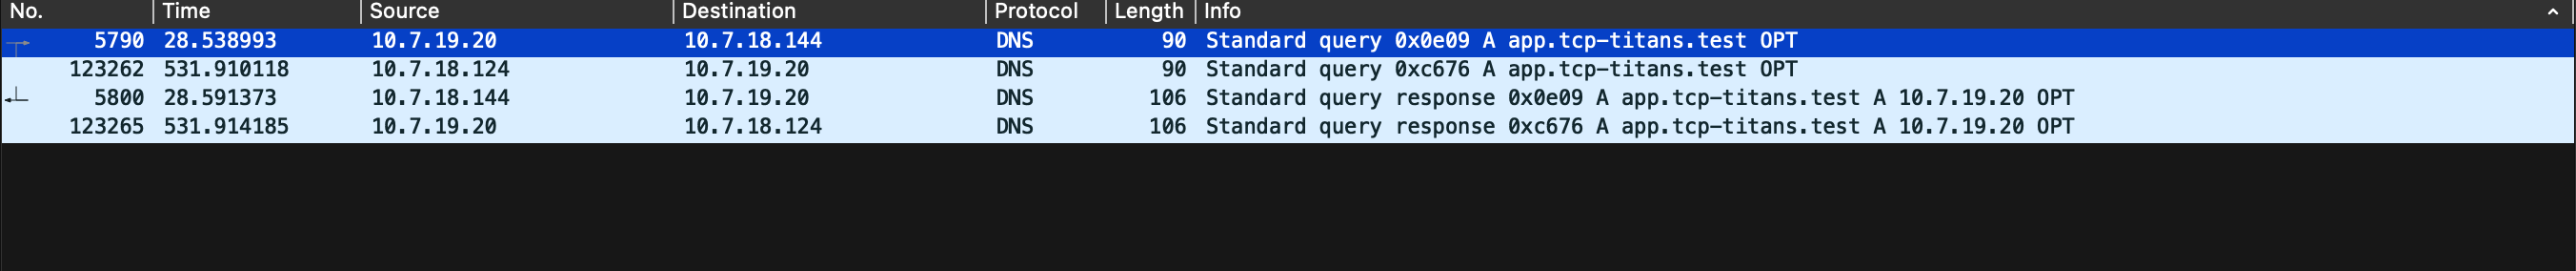 No. Time Source Destination Protocol Length Info
5790 28.538993 10.7.19.20 10.7.18.144 DNS 90 Standard query 0x0e09 A app.tcp-titans.test OPT
123262 531.910118 10.7.18.124 10.7.19.20 DNS 90 Standard query 0xc676 A app.tcp-titans.test OPT
5800 28.591373 10.7.18.144 10.7.19.20 DNS 106 Standard query response 0x0e09 A app.tcp-titans.test A 10.7.19.20 OPT
123265 531.914185 10.7.19.20 10.7.18.124 DNS 106 Standard query response 0xc676 A app.tcp-titans.test A 10.7.19.20 OPT